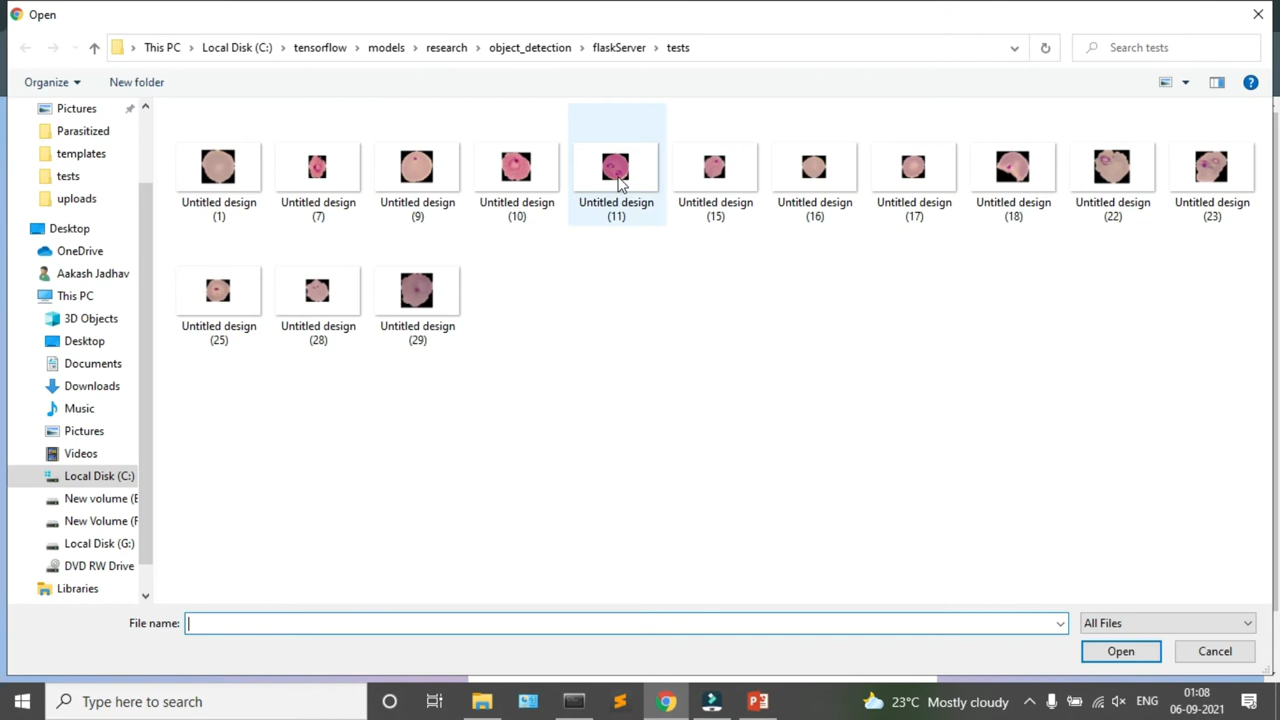 Open
This PC
Local Disk (C:)
tensorflow
models
research
object_detection
flaskServer
tests
Search tests
Organize
New folder
Pictures
Parasitized
templates
tests
uploads
Desktop
OneDrive
Aakash Jadhav
This PC
3D Objects
Desktop
Documents
Downloads
Music
Pictures
Videos
Local Disk (C:)
New volume (E
New Volume (F
Local Disk (G:)
DVD RW Drive
Libraries
Untitled design
(1)
Untitled design
(7)
Untitled design
(9)
Untitled design
(10)
Untitled design
(11)
Untitled design
(15)
Untitled design
(16)
Untitled design
(17)
Untitled design
(18)
Untitled design
(22)
Untitled design
(23)
Untitled design
(25)
Untitled design
(28)
Untitled design
(29)
File name:
All Files
Open
Cancel
Type here to search
23°C Mostly cloudy
ENG
01:08
06-09-2021